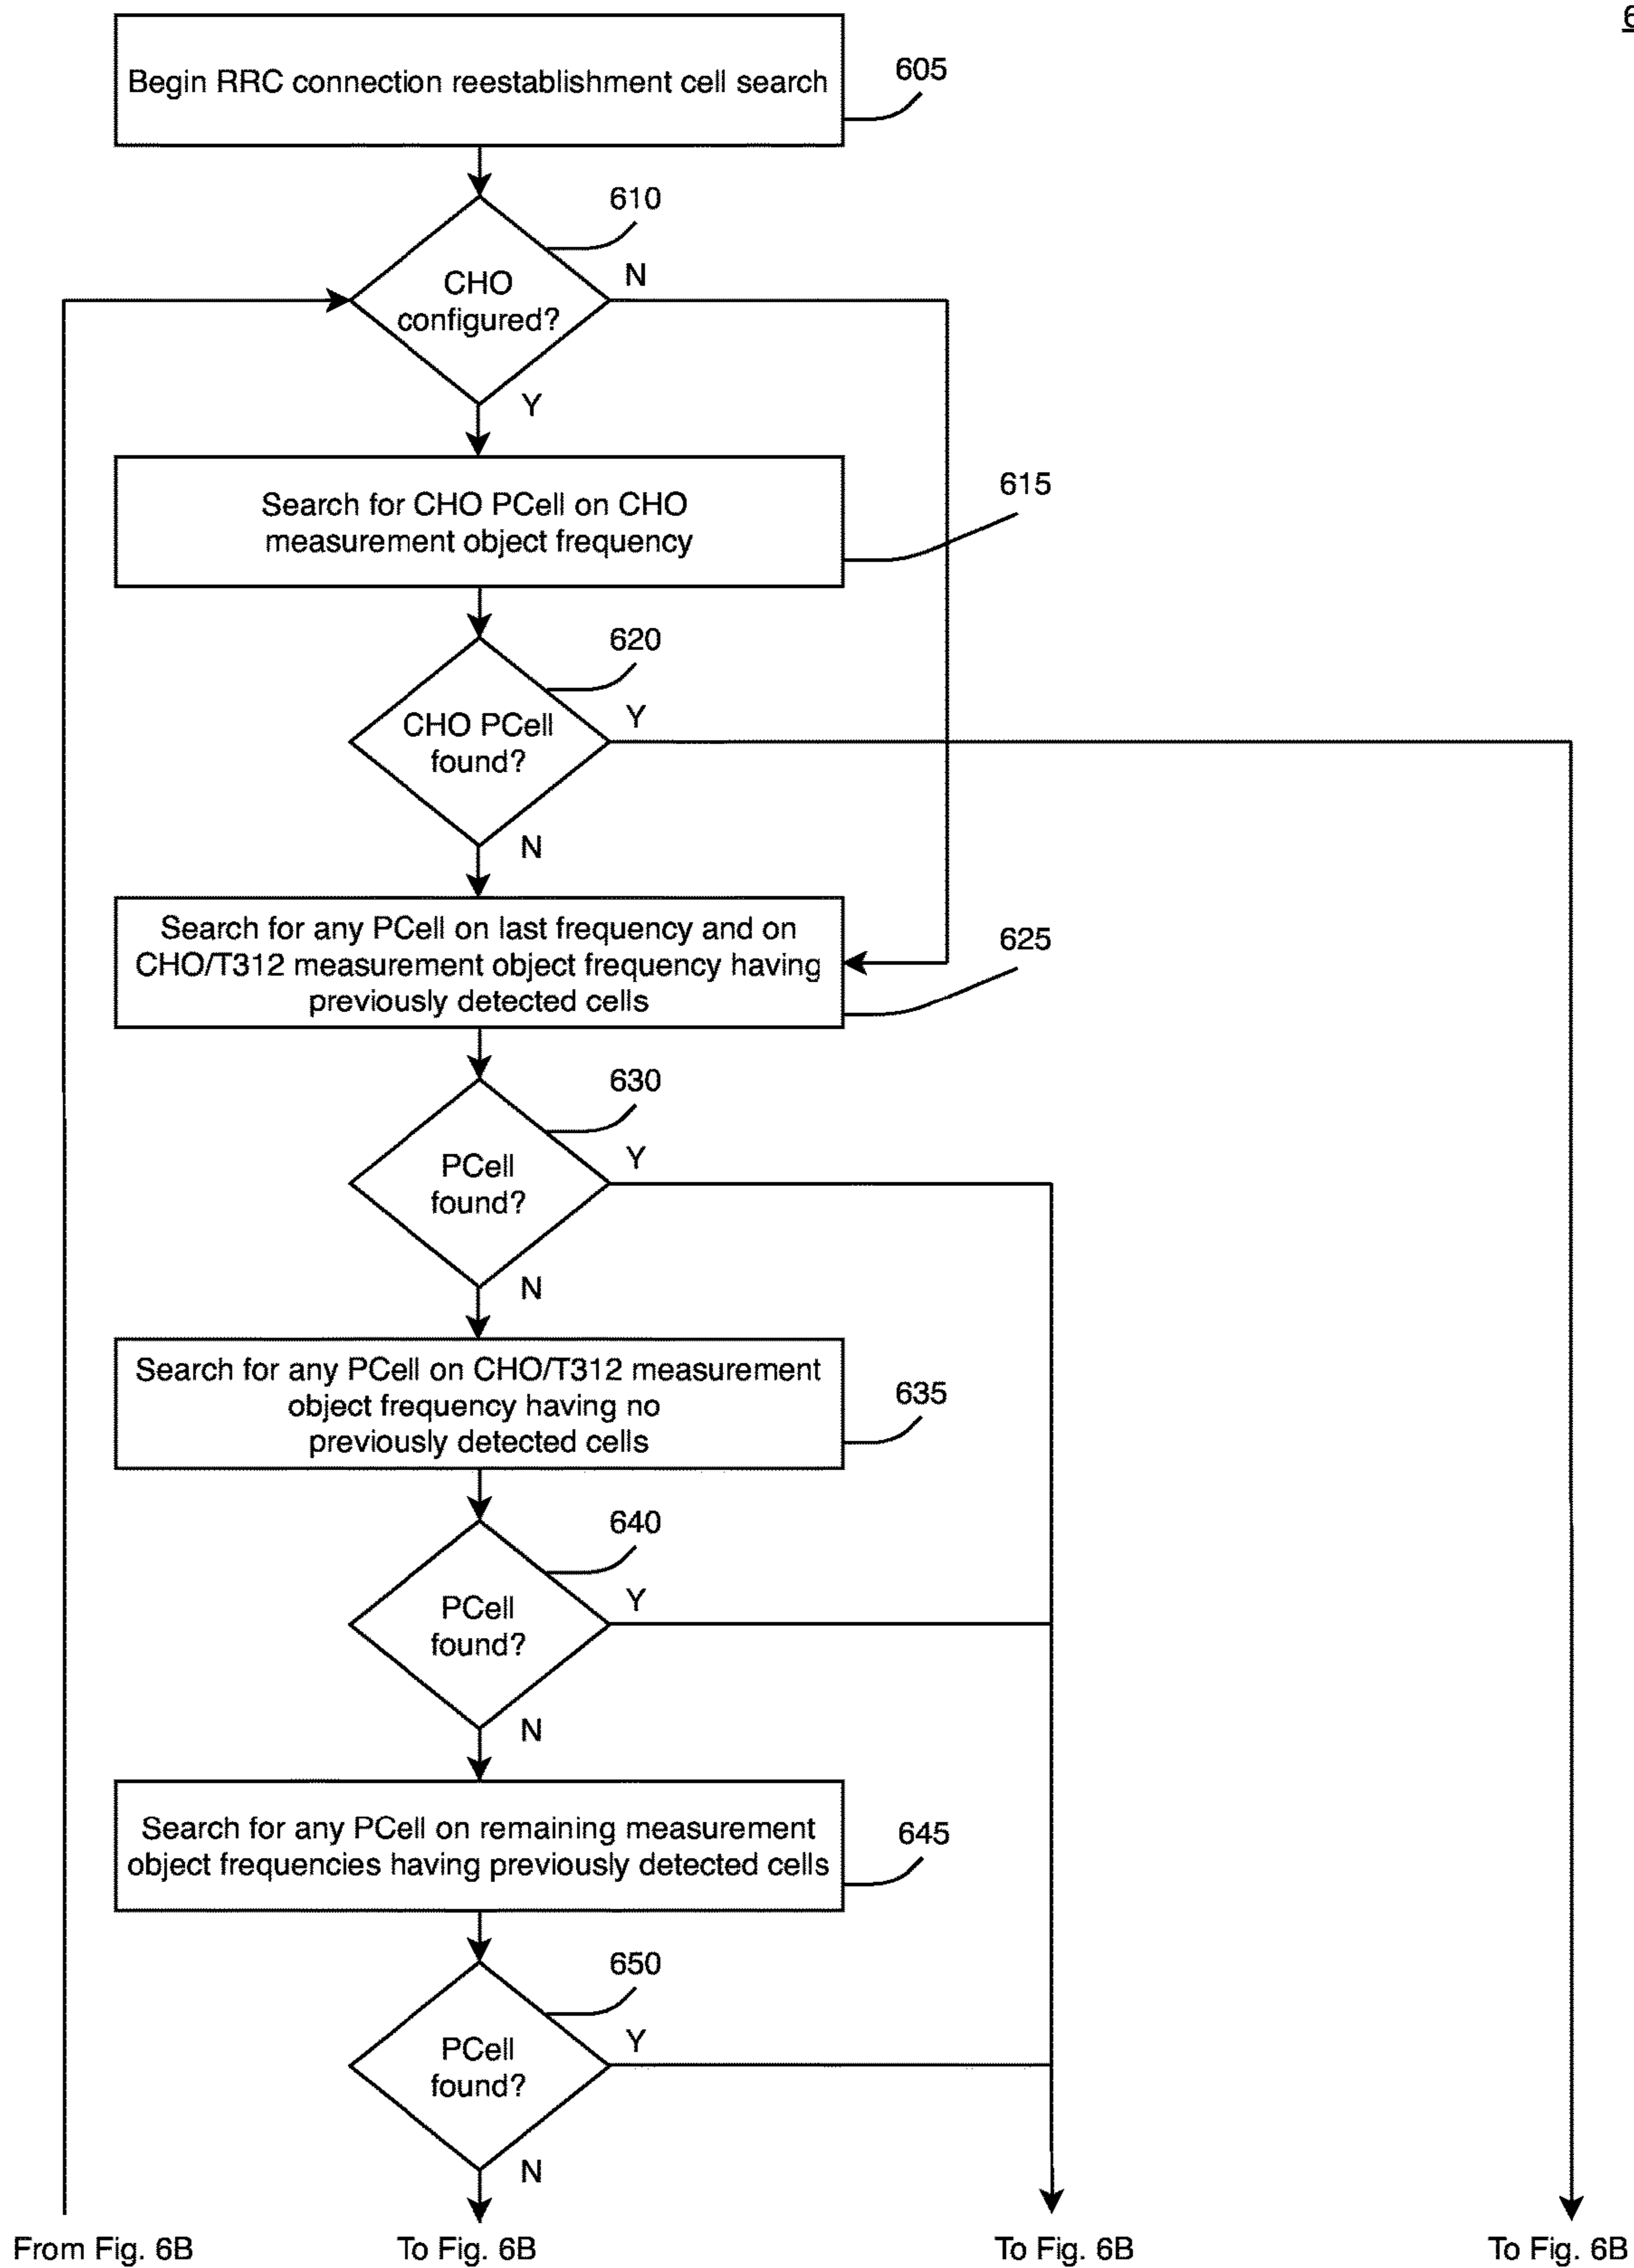 6
Begin RRC connection reestablishment cell search
605
610
CHO
configured?
N
Y
Search for CHO PCell on CHO
measurement object frequency
615
620
CHO PCell
found?
Y
N
Search for any PCell on last frequency and on
CHO/T312 measurement object frequency having
previously detected cells
625
630
PCell
found?
Y
N
Search for any PCell on CHO/T312 measurement
object frequency having no
previously detected cells
635
640
PCell
found?
Y
N
Search for any PCell on remaining measurement
object frequencies having previously detected cells
645
650
PCell
found?
Y
N
From Fig. 6B
To Fig. 6B
To Fig. 6B
To Fig. 6B